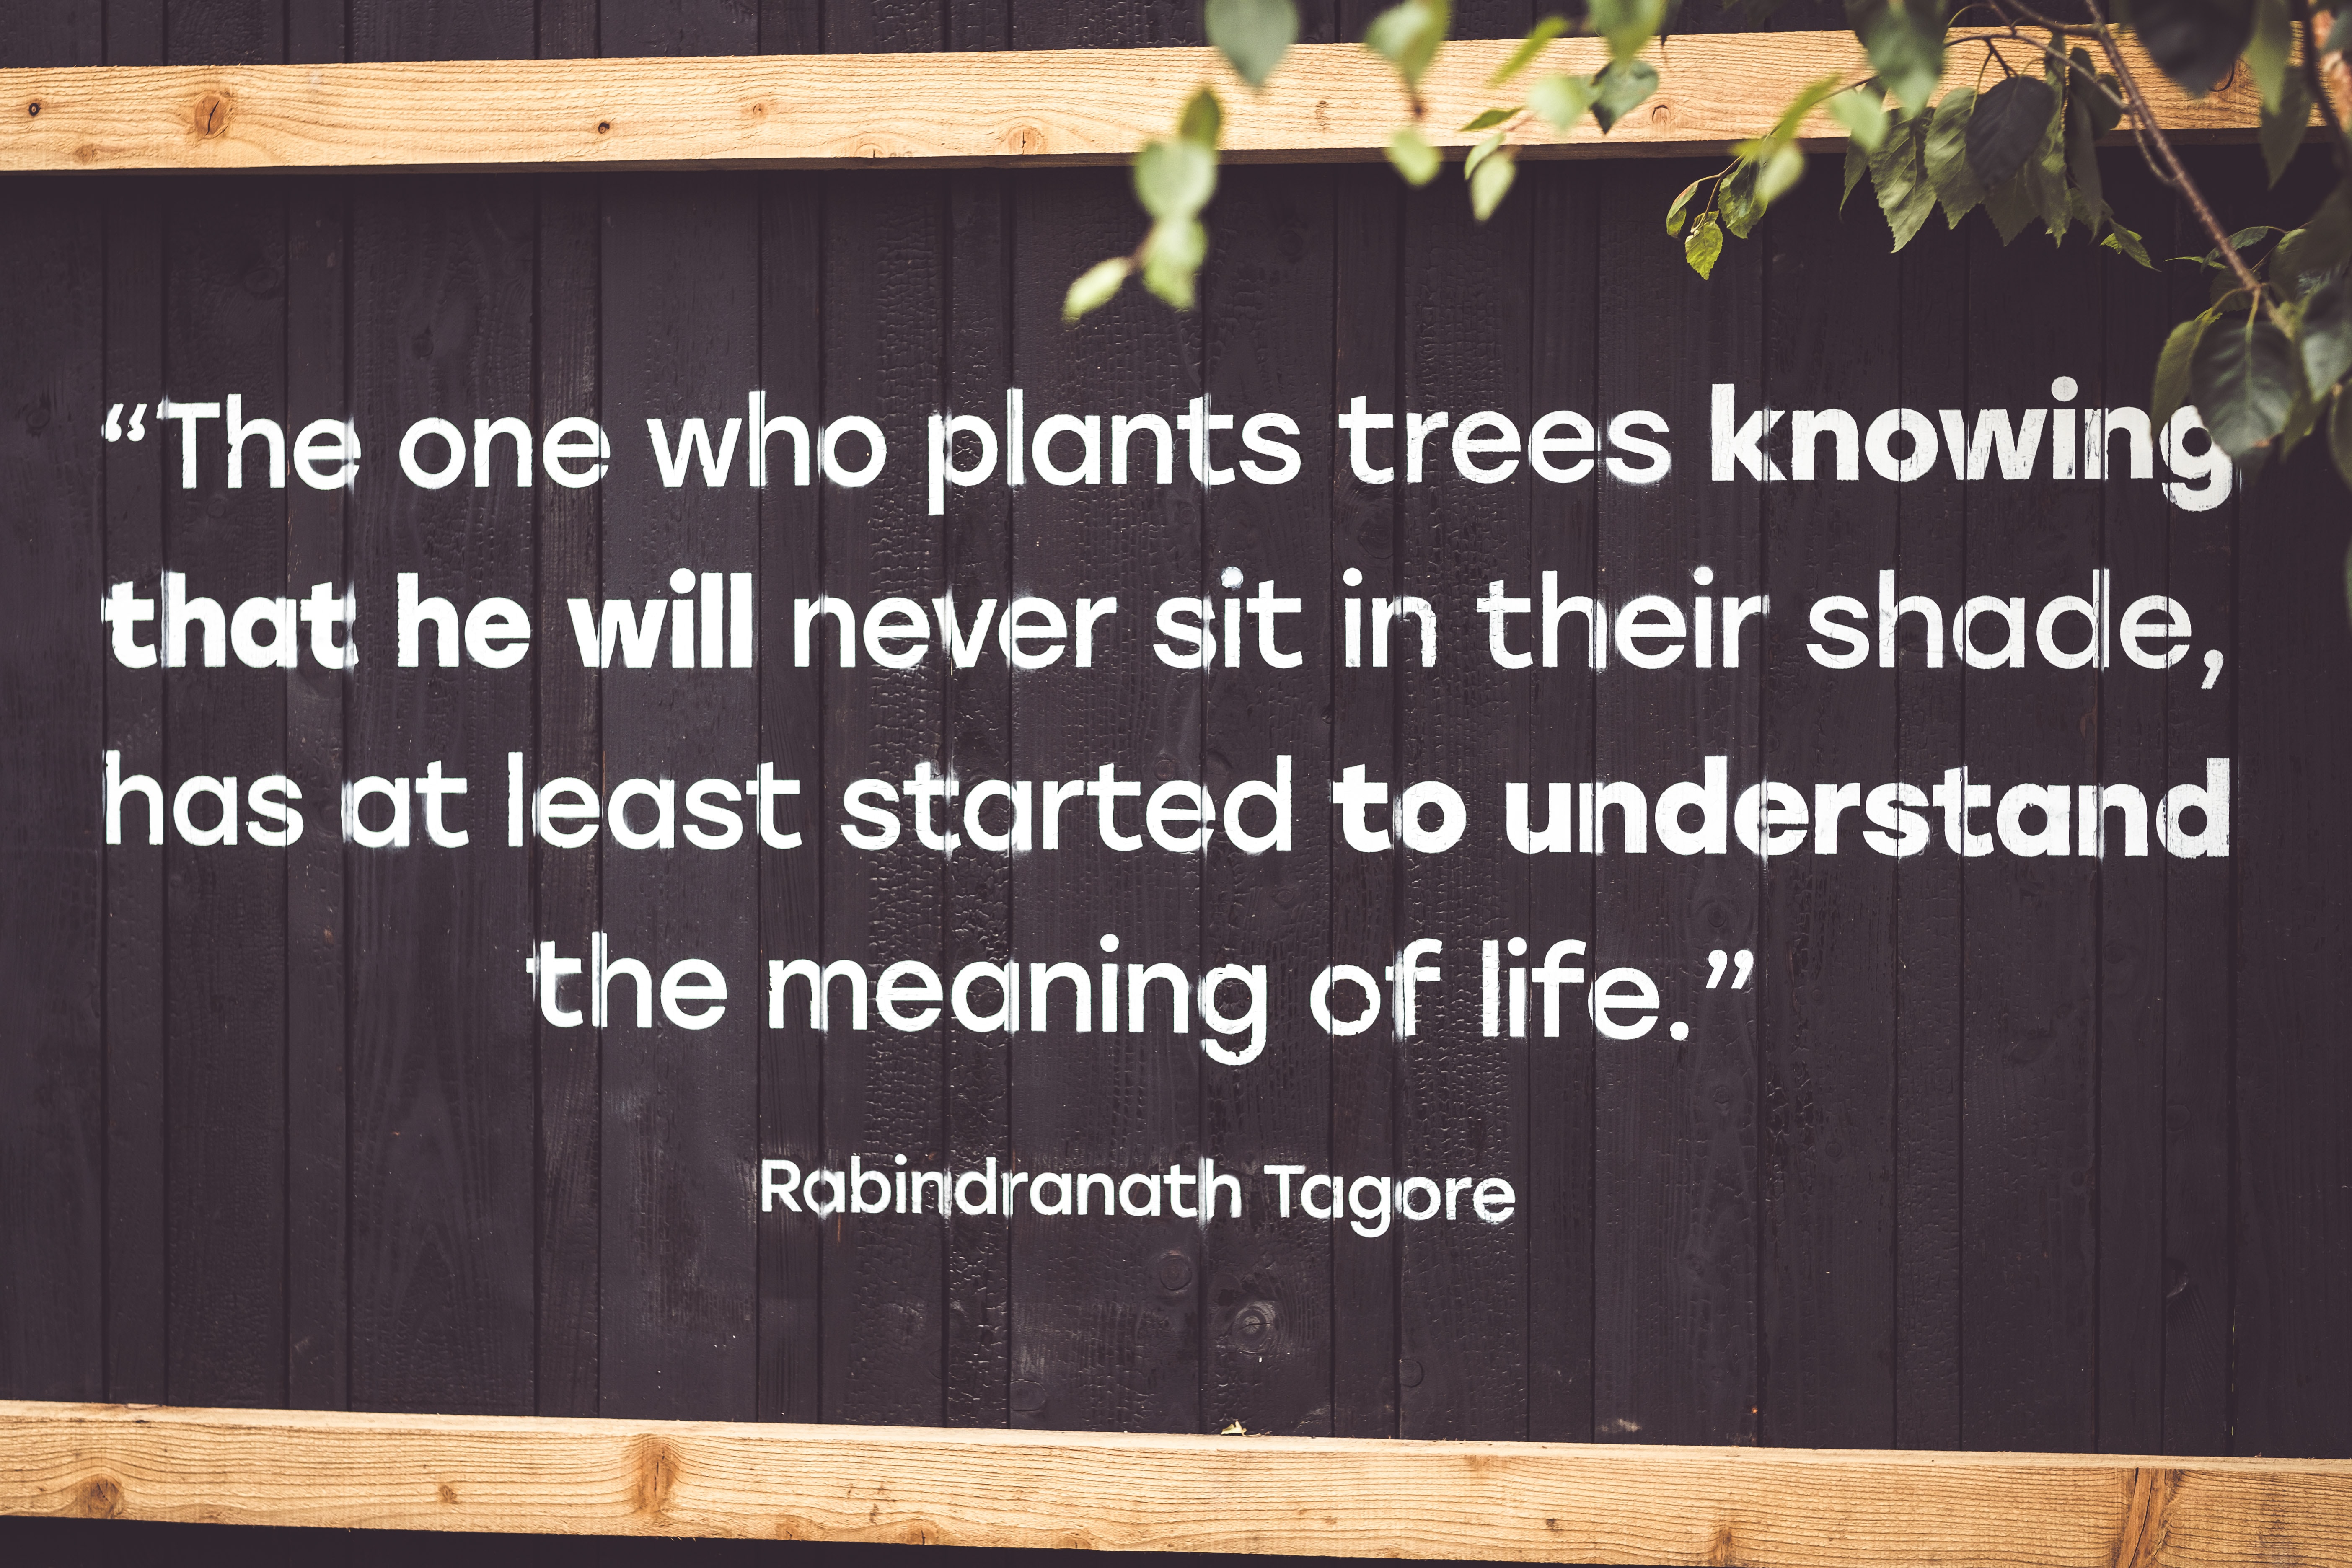 “The one who plants trees knowing
that he will never sit in their shade,
has at least started to understand
the meaning of life.”
Rabindranath Tagore